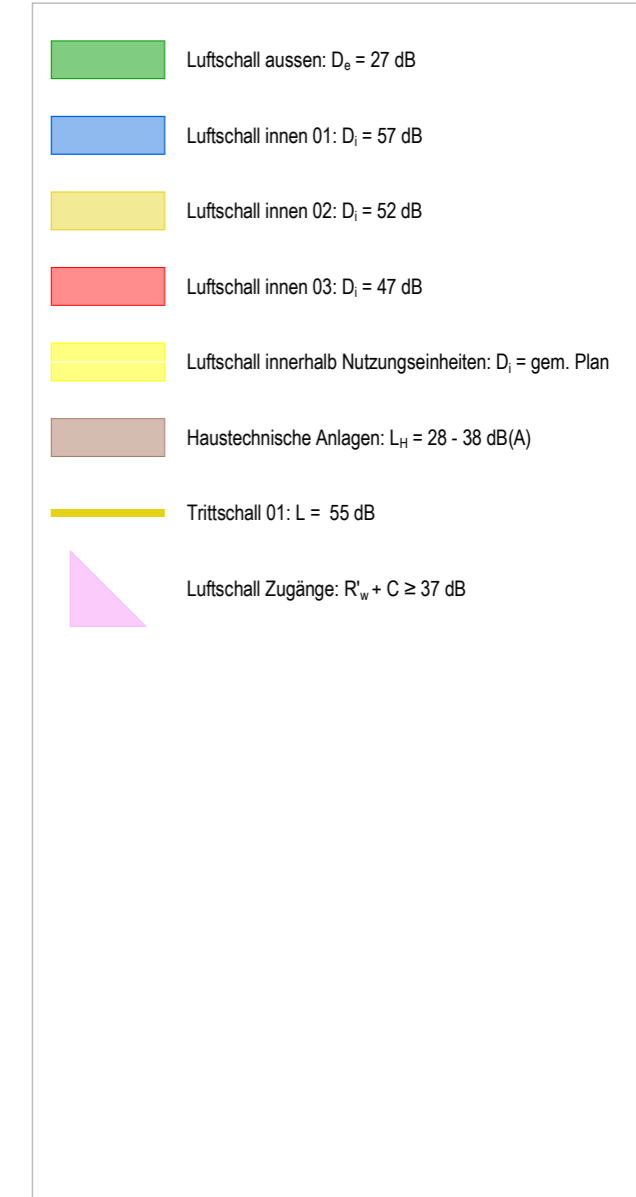 Luftschall aussen: Dₑ = 27 dB
Luftschall innen 01: Dᵢ = 57 dB
Luftschall innen 02: Dᵢ = 52 dB
Luftschall innen 03: Dᵢ = 47 dB
Luftschall innerhalb Nutzungseinheiten: Dᵢ = gem. Plan
Haustechnische Anlagen: L_H = 28 - 38 dB(A)
Trittschall 01: L = 55 dB
Luftschall Zugänge: R'_w + C ≥ 37 dB